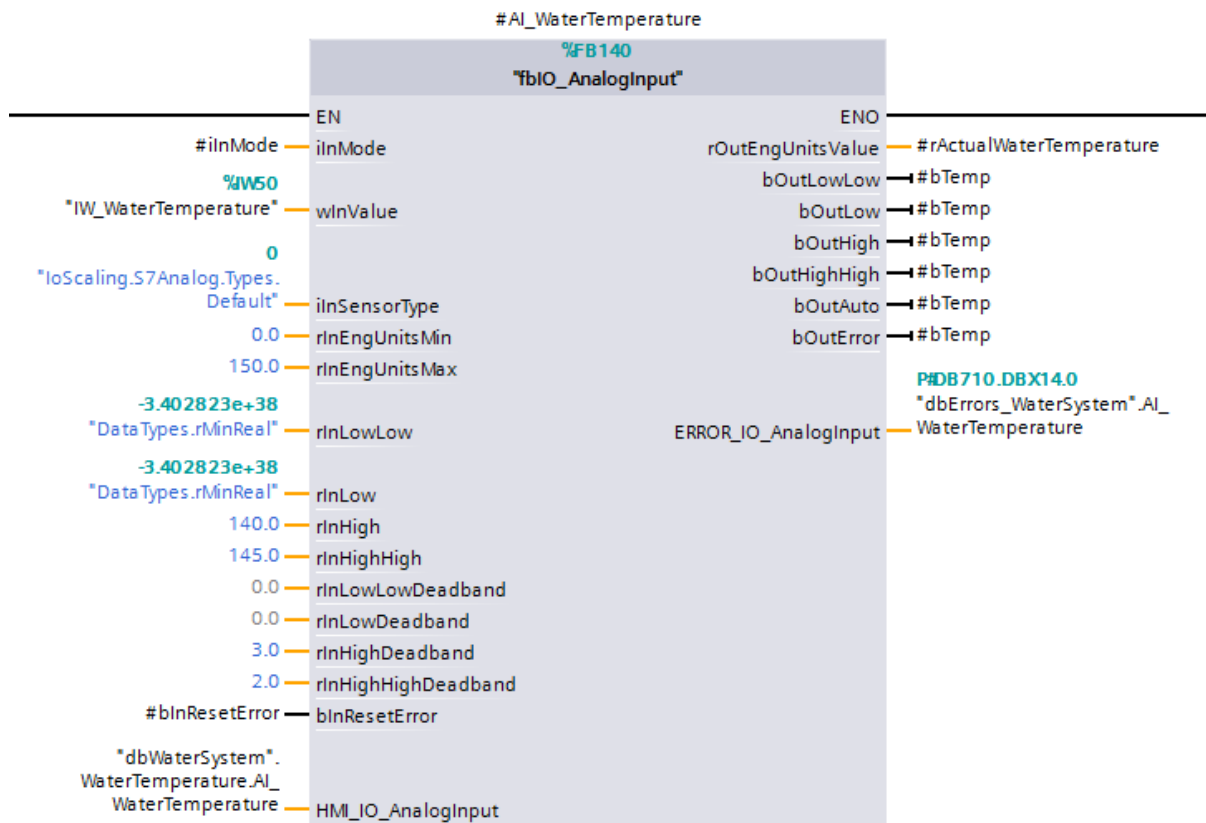 #AI_WaterTemperature
%FB140
"fbIO_AnalogInput"
EN ENO
#iInMode iInMode rOutEngUnitsValue #rActualWaterTemperature
%IW50 bOutLowLow #bTemp
"IW_WaterTemperature" wInValue bOutLow #bTemp
0 bOutHigh #bTemp
"IoScaling.S7Analog.Types. bOutHighHigh #bTemp
Default" iInSensorType bOutAuto #bTemp
0.0 rInEngUnitsMin bOutError #bTemp
150.0 rInEngUnitsMax P#DB710.DBX14.0
-3.402823e+38 "dbErrors_WaterSystem".AI_
"DataTypes.rMinReal" rInLowLow ERROR_IO_AnalogInput WaterTemperature
-3.402823e+38
"DataTypes.rMinReal" rInLow
140.0 rInHigh
145.0 rInHighHigh
0.0 rInLowLowDeadband
0.0 rInLowDeadband
3.0 rInHighDeadband
2.0 rInHighHighDeadband
#bInResetError bInResetError
"dbWaterSystem".
WaterTemperature.AI_
WaterTemperature HMI_IO_AnalogInput